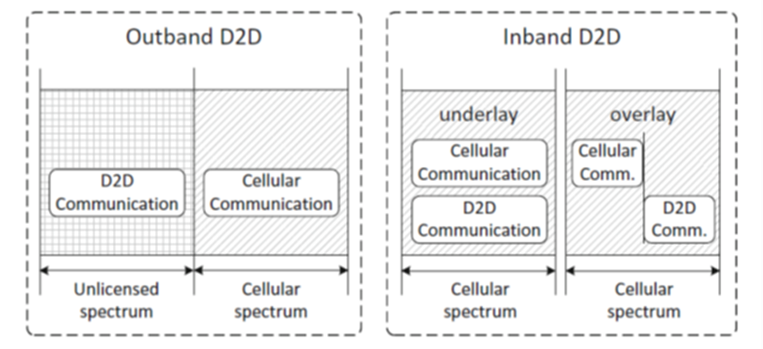 Outband D2D
D2D
Communication
Cellular
Communication
Unlicensed
spectrum
Cellular
spectrum
Inband D2D
underlay
Cellular
Communication
D2D
Communication
Cellular
spectrum
overlay
Cellular
Comm.
D2D
Comm.
Cellular
spectrum